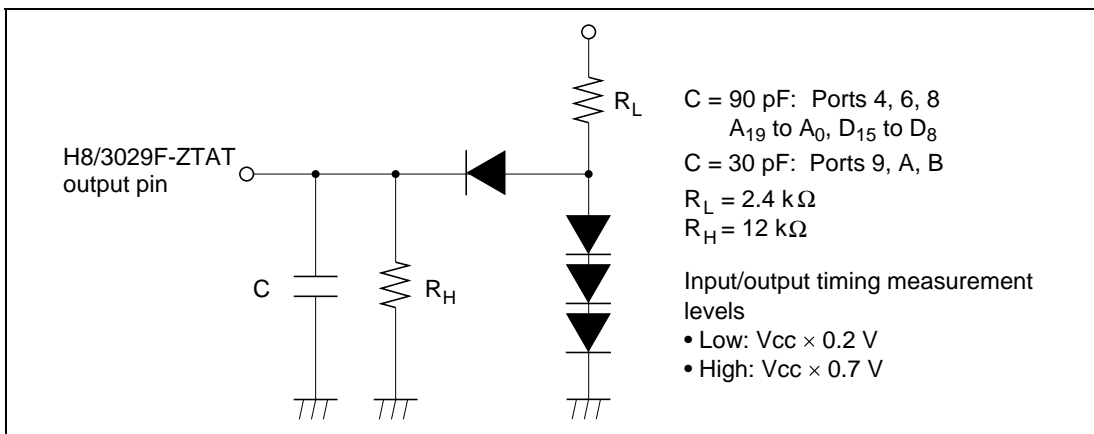 R_L
C = 90 pF: Ports 4, 6, 8
A₁₉ to A₀, D₁₅ to D₈
C = 30 pF: Ports 9, A, B
R_L = 2.4 kΩ
R_H = 12 kΩ
H8/3029F-ZTAT
output pin
C
R_H
Input/output timing measurement
levels
• Low: Vcc × 0.2 V
• High: Vcc × 0.7 V